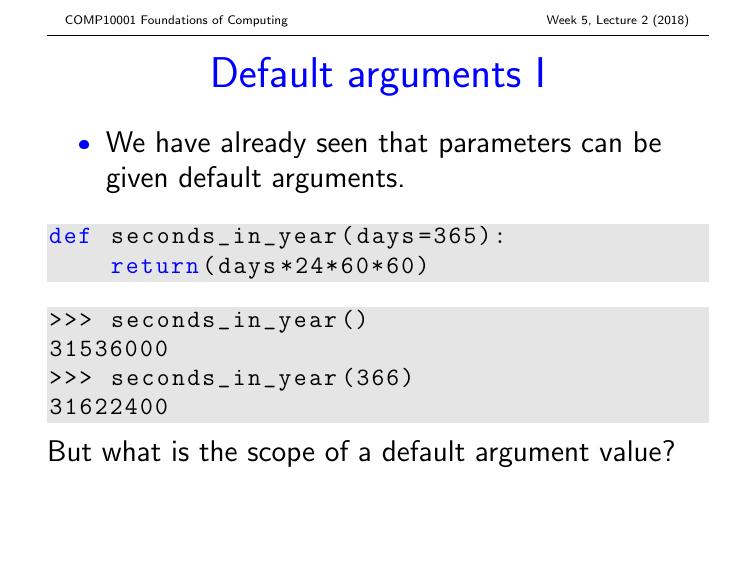 COMP10001 Foundations of Computing Week 5, Lecture 2 (2018)
Default arguments I
• We have already seen that parameters can be
given default arguments.
def seconds_in_year(days=365):
    return(days*24*60*60)
>>> seconds_in_year()
31536000
>>> seconds_in_year(366)
31622400
But what is the scope of a default argument value?